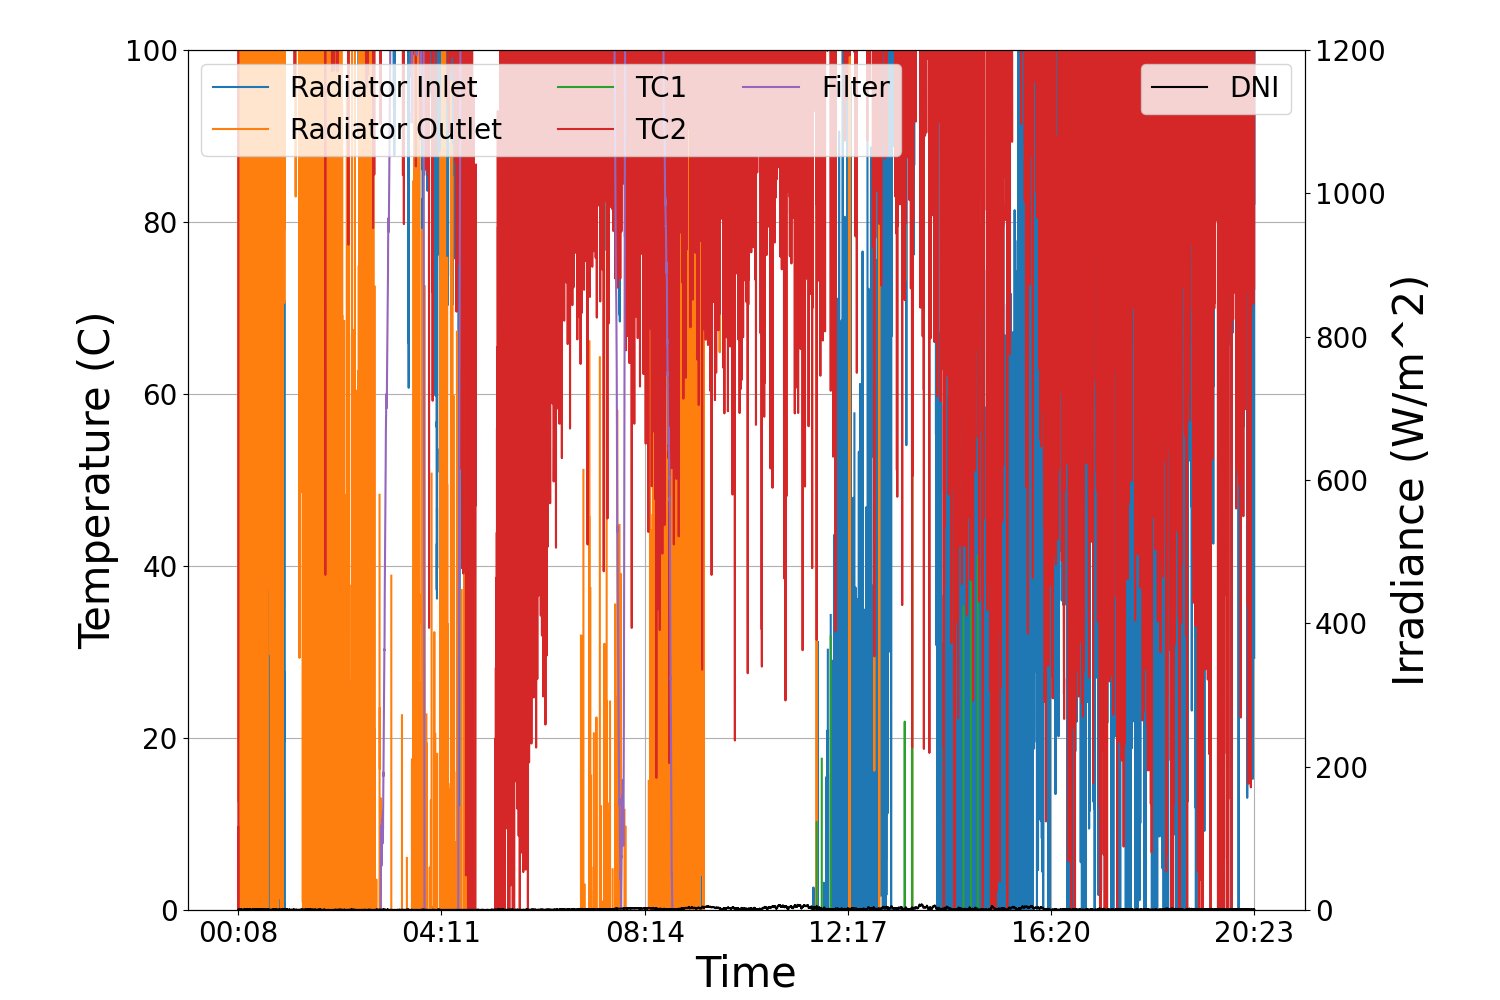 100
80
60
40
20
0
Temperature (C)
1200
1000
800
600
400
200
0
Irradiance (W/m^2)
Radiator Inlet
Radiator Outlet
TC1
TC2
Filter
DNI
00:08
04:11
08:14
12:17
16:20
20:23
Time